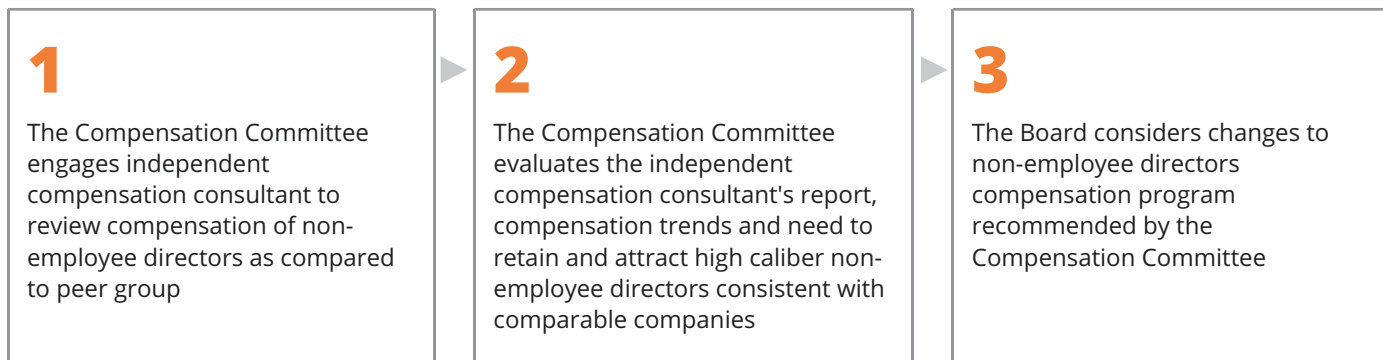 1
The Compensation Committee
engages independent
compensation consultant to
review compensation of non-
employee directors as compared
to peer group
2
The Compensation Committee
evaluates the independent
compensation consultant's report,
compensation trends and need to
retain and attract high caliber non-
employee directors consistent with
comparable companies
3
The Board considers changes to
non-employee directors
compensation program
recommended by the
Compensation Committee